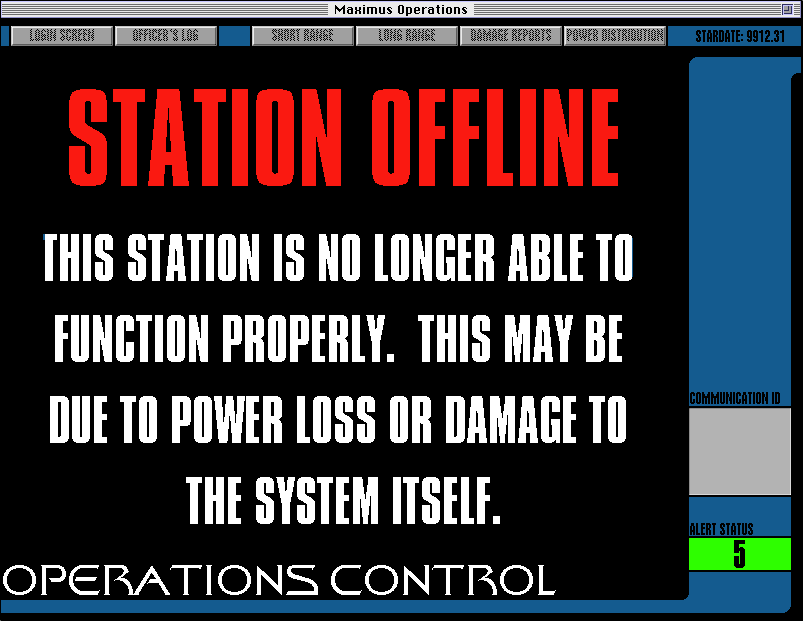 Maximus Operations
LOGIN SCREEN
OFFICER'S LOG
SHORT RANGE
LONG RANGE
DAMAGE REPORTS
POWER DISTRIBUTION
STARDATE: 9912.31
STATION OFFLINE
THIS STATION IS NO LONGER ABLE TO
FUNCTION PROPERLY. THIS MAY BE
DUE TO POWER LOSS OR DAMAGE TO
THE SYSTEM ITSELF.
COMMUNICATION ID
ALERT STATUS
5
OPERATIONS CONTROL